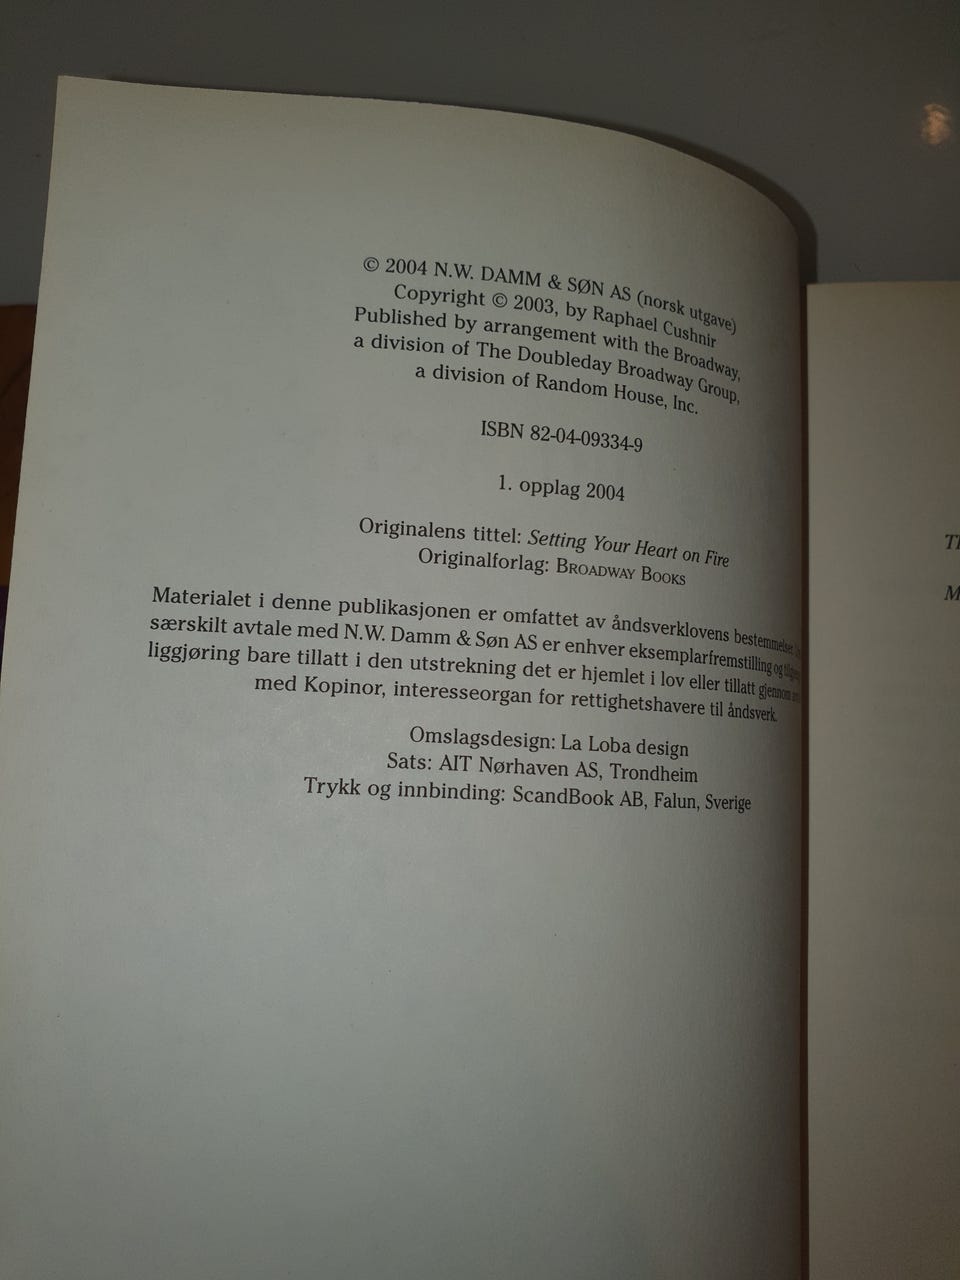 © 2004 N.W. DAMM & SØN AS (norsk utgave)
Copyright © 2003, by Raphael Cushnir
Published by arrangement with the Broadway,
a division of The Doubleday Broadway Group,
a division of Random House, Inc.
ISBN 82-04-09334-9
1. opplag 2004
Originalens tittel: Setting Your Heart on Fire
Originalforlag: BROADWAY BOOKS
Materialet i denne publikasjonen er omfattet av åndsverklovens bestemmelser
særskilt avtale med N.W. Damm & Søn AS er enhver eksemplarfremstilling og
liggjøring bare tillatt i den utstrekning det er hjemlet i lov eller tillatt gjennom
med Kopinor, interesseorgan for rettighetshavere til åndsverk.
Omslagsdesign: La Loba design
Sats: AIT Nørhaven AS, Trondheim
Trykk og innbinding: ScandBook AB, Falun, Sverige